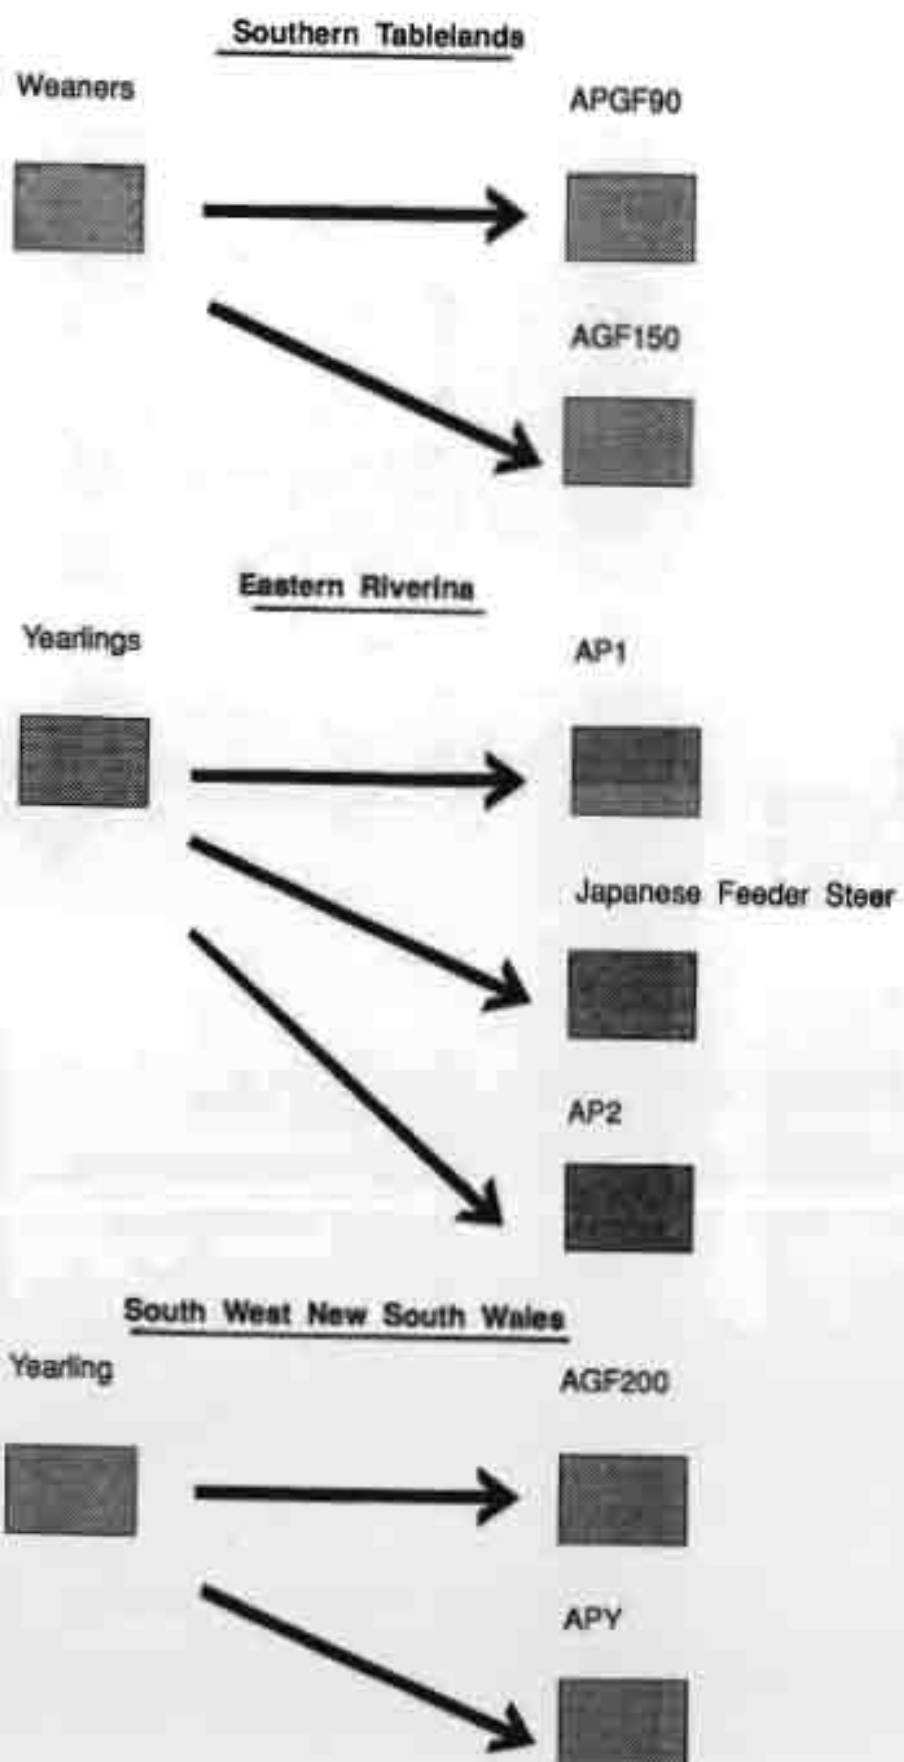 Southern Tablelands
Weaners
APGF90
AGF150
Eastern Riverina
Yearlings
AP1
Japanese Feeder Steer
AP2
South West New South Wales
Yearling
AGF200
APY